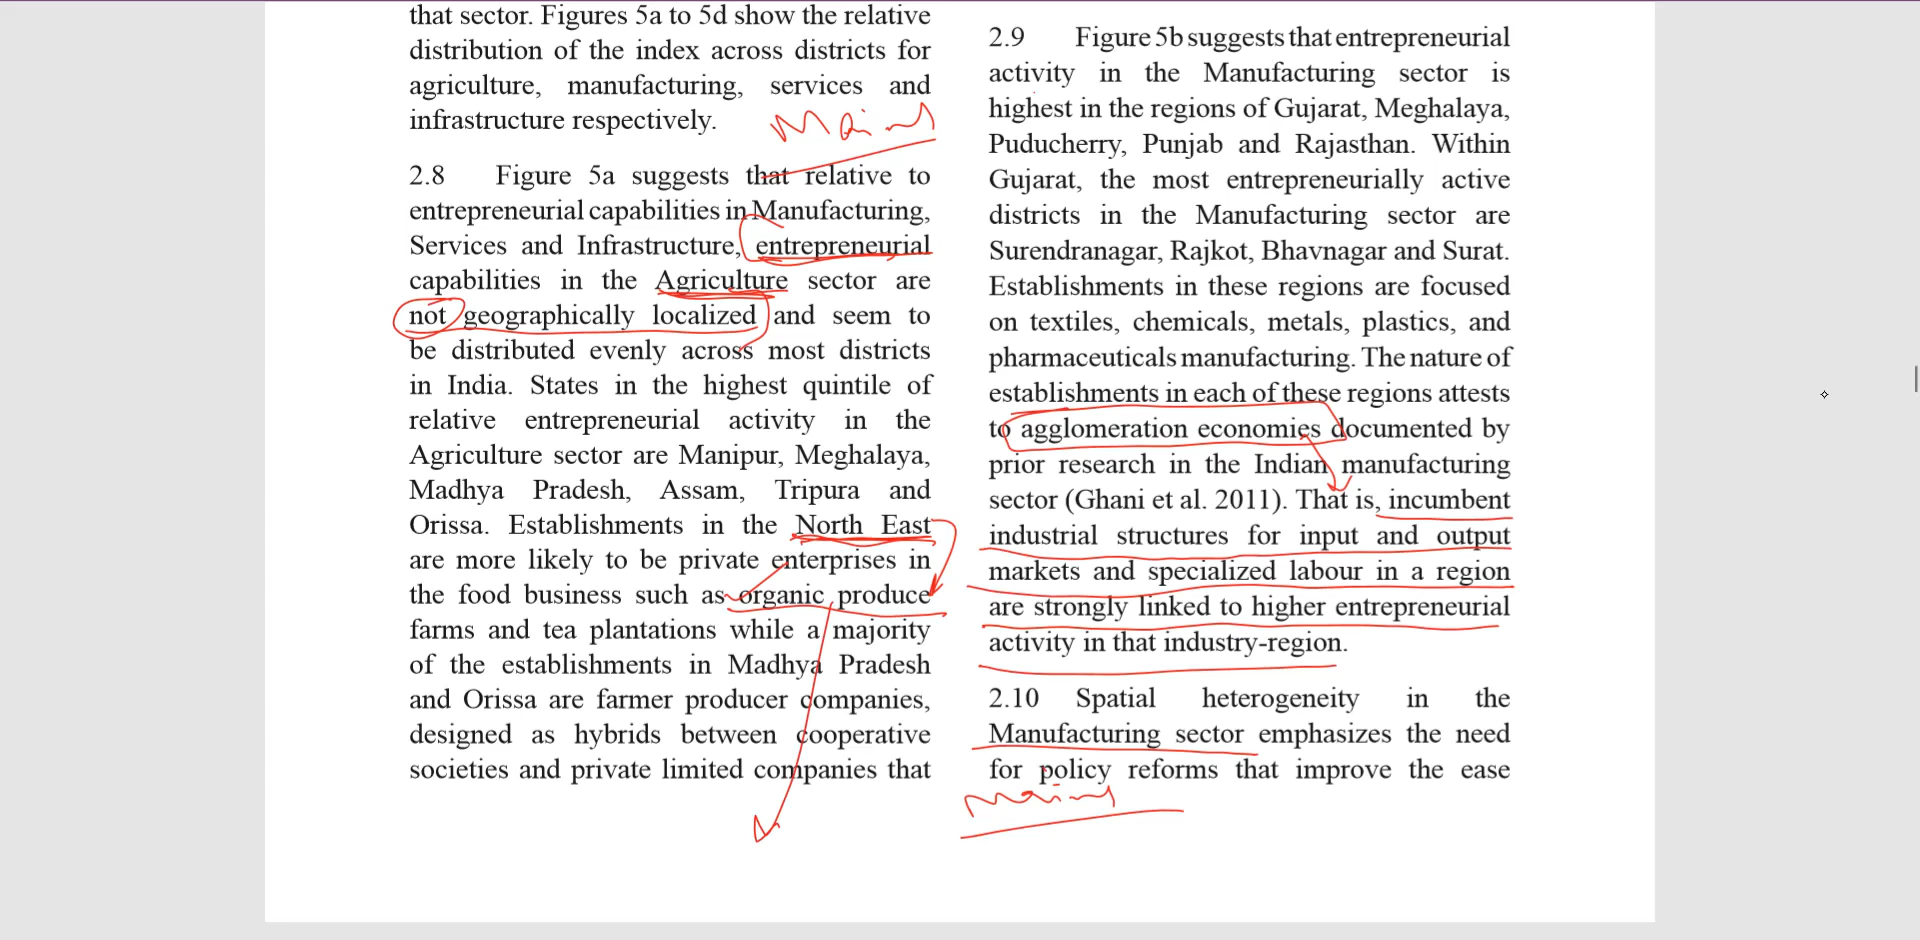 that sector. Figures 5a to 5d show the relative
distribution of the index across districts for
agriculture, manufacturing, services and
infrastructure respectively.
Mains
2.8 Figure 5a suggests that relative to
entrepreneurial capabilities in Manufacturing,
Services and Infrastructure, entrepreneurial
capabilities in the Agriculture sector are
not geographically localized and seem to
be distributed evenly across most districts
in India. States in the highest quintile of
relative entrepreneurial activity in the
Agriculture sector are Manipur, Meghalaya,
Madhya Pradesh, Assam, Tripura and
Orissa. Establishments in the North East
are more likely to be private enterprises in
the food business such as organic produce
farms and tea plantations while a majority
of the establishments in Madhya Pradesh
and Orissa are farmer producer companies,
designed as hybrids between cooperative
societies and private limited companies that
2.9 Figure 5b suggests that entrepreneurial
activity in the Manufacturing sector is
highest in the regions of Gujarat, Meghalaya,
Puducherry, Punjab and Rajasthan. Within
Gujarat, the most entrepreneurially active
districts in the Manufacturing sector are
Surendranagar, Rajkot, Bhavnagar and Surat.
Establishments in these regions are focused
on textiles, chemicals, metals, plastics, and
pharmaceuticals manufacturing. The nature of
establishments in each of these regions attests
to agglomeration economies documented by
prior research in the Indian manufacturing
sector (Ghani et al. 2011). That is, incumbent
industrial structures for input and output
markets and specialized labour in a region
are strongly linked to higher entrepreneurial
activity in that industry-region.
2.10 Spatial heterogeneity in the
Manufacturing sector emphasizes the need
for policy reforms that improve the ease
Mains